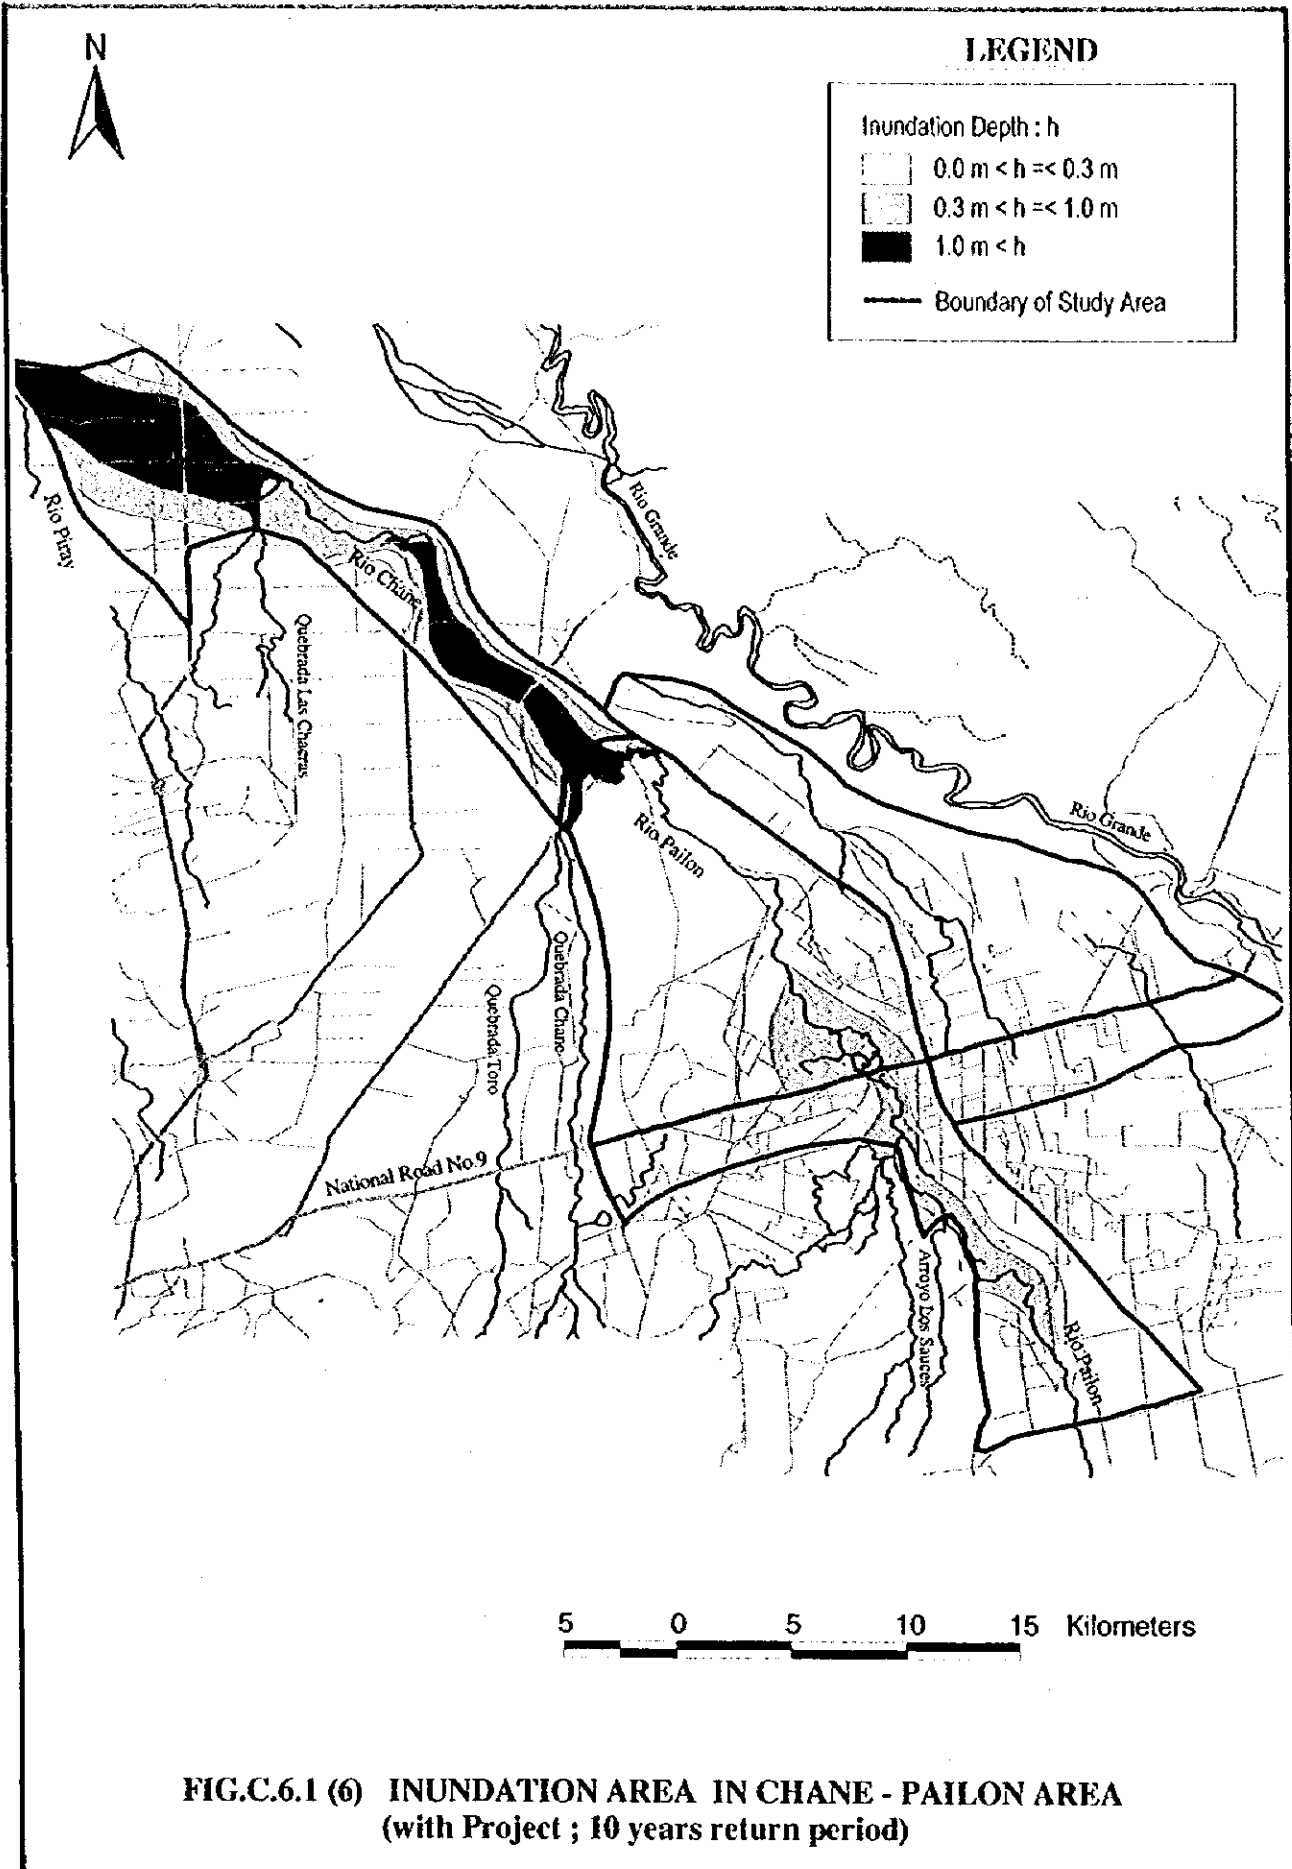 N
LEGEND
Inundation Depth : h
0.0 m < h =< 0.3 m
0.3 m < h =< 1.0 m
1.0 m < h
Boundary of Study Area
Rio Grande
Rio Piray
Rio Chane
Quebrada Las Chacras
Rio Grande
Rio Pailon
Quebrada Chane
Quebrada Toro
National Road No.9
Arroyo Dos Sauces
Rio Pailon
5 0 5 10 15 Kilometers
FIG.C.6.1 (6) INUNDATION AREA IN CHANE - PAILON AREA
(with Project ; 10 years return period)